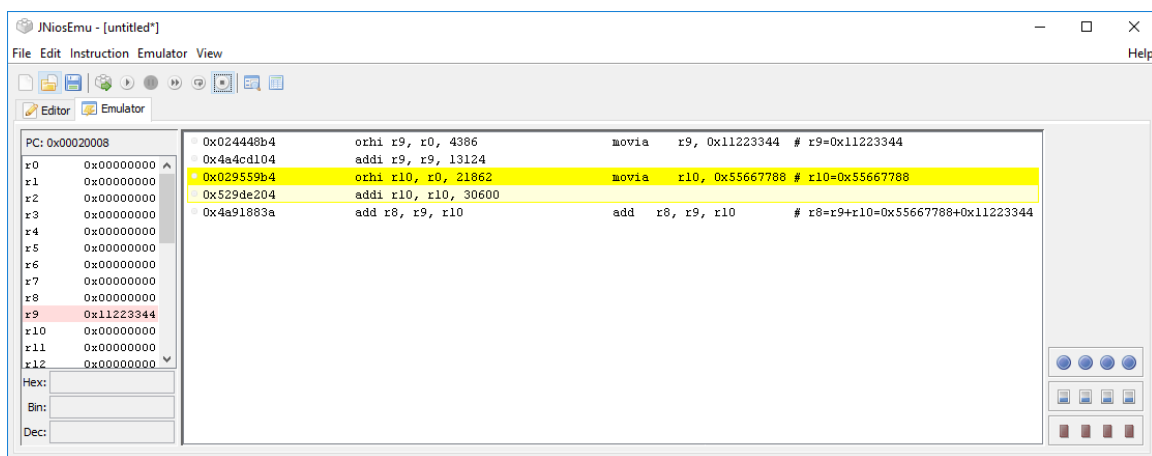 JNiosEmu - [untitled*]
File Edit Instruction Emulator View Help
Editor Emulator
PC: 0x00020008
r0 0x00000000
r1 0x00000000
r2 0x00000000
r3 0x00000000
r4 0x00000000
r5 0x00000000
r6 0x00000000
r7 0x00000000
r8 0x00000000
r9 0x11223344
r10 0x00000000
r11 0x00000000
r12 0x00000000
Hex:
Bin:
Dec:
0x024448b4 orhi r9, r0, 4386 movia r9, 0x11223344 # r9=0x11223344
0x4a4cd104 addi r9, r9, 13124
0x029559b4 orhi r10, r0, 21862 movia r10, 0x55667788 # r10=0x55667788
0x529de204 addi r10, r10, 30600
0x4a91883a add r8, r9, r10 add r8, r9, r10 # r8=r9+r10=0x55667788+0x11223344